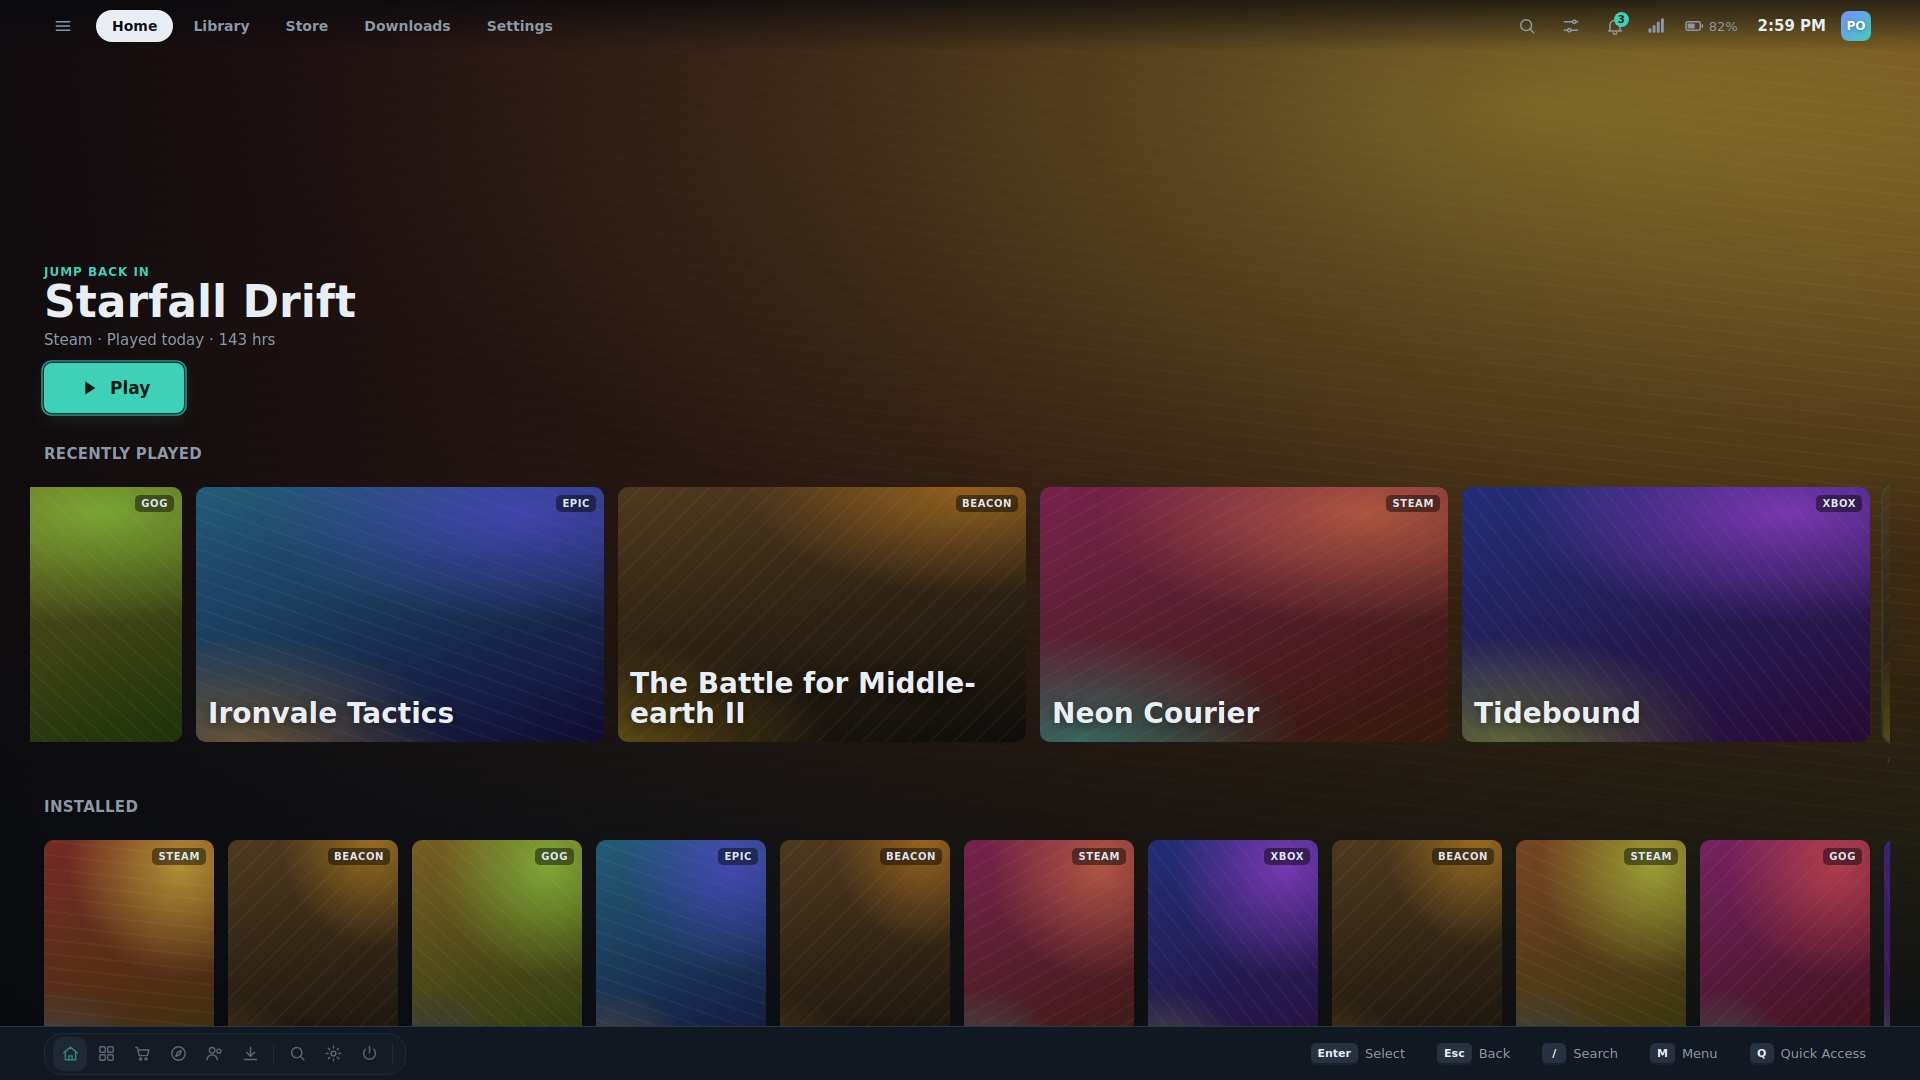 Home
Library
Store
Downloads
Settings
3
82%
2:59 PM
PO
JUMP BACK IN
Starfall Drift
Steam · Played today · 143 hrs
Play
RECENTLY PLAYED
GOG
EPIC
Ironvale Tactics
BEACON
The Battle for Middle-
earth II
STEAM
Neon Courier
XBOX
Tidebound
INSTALLED
STEAM
BEACON
GOG
EPIC
BEACON
STEAM
XBOX
BEACON
STEAM
GOG
Enter Select
Esc Back
/ Search
M Menu
Q Quick Access